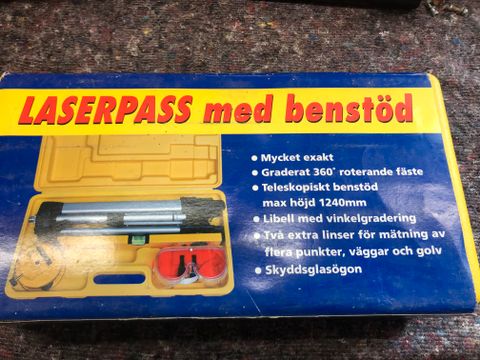 LASERPASS med benstöd
• Mycket exakt
• Graderat 360° roterande fäste
• Teleskopiskt benstöd
max höjd 1240mm
• Libell med vinkelgradering
• Två extra linser för mätning av
flera punkter, väggar och golv
• Skyddsglasögon